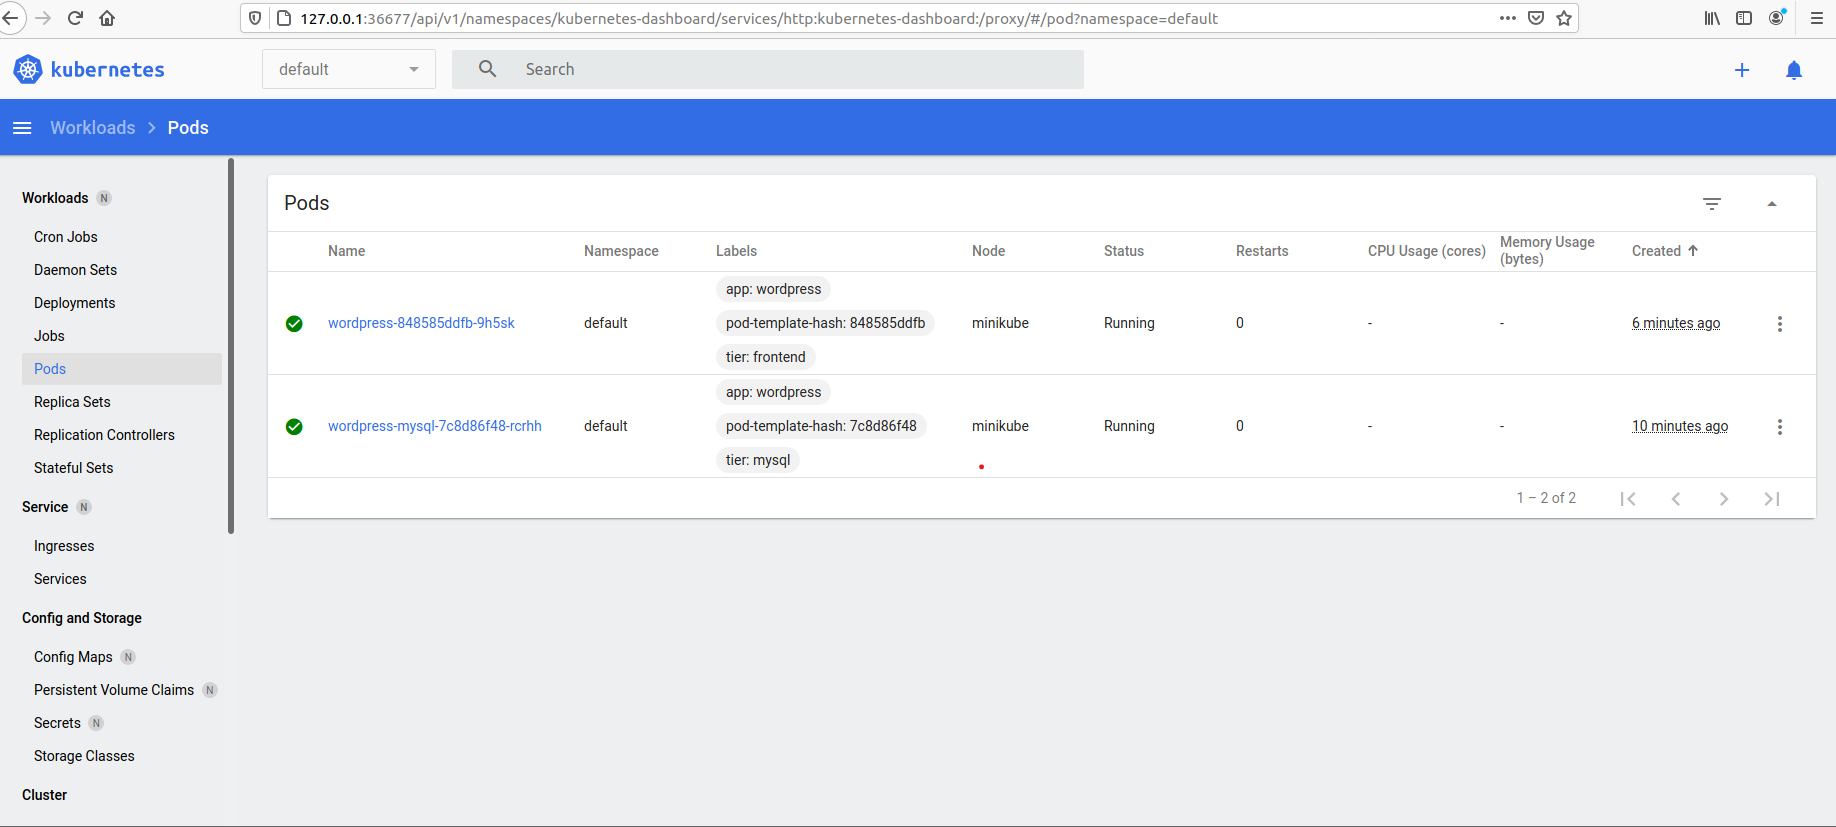 127.0.0.1:36677/api/v1/namespaces/kubernetes-dashboard/services/http:kubernetes-dashboard:/proxy/#/pod?namespace=default
kubernetes
default
Search
Workloads
Pods
Workloads N
Cron Jobs
Daemon Sets
Deployments
Jobs
Pods
Replica Sets
Replication Controllers
Stateful Sets
Service N
Ingresses
Services
Config and Storage
Config Maps N
Persistent Volume Claims N
Secrets N
Storage Classes
Cluster
Pods
Name Namespace Labels Node Status Restarts CPU Usage (cores) Memory Usage (bytes) Created
app: wordpress
wordpress-848585ddfb-9h5sk default pod-template-hash: 848585ddfb minikube Running 0 - - 6 minutes ago
tier: frontend
app: wordpress
wordpress-mysql-7c8d86f48-rcrhh default pod-template-hash: 7c8d86f48 minikube Running 0 - - 10 minutes ago
tier: mysql
1 – 2 of 2